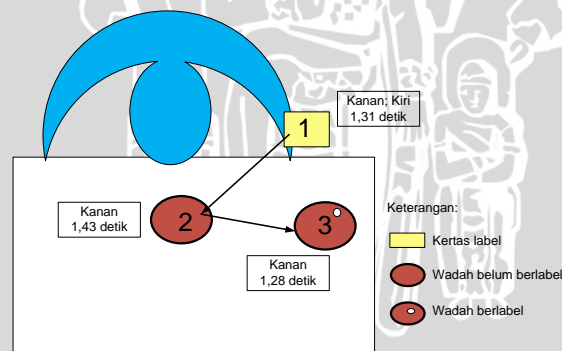 1
Kanan; Kiri
1,31 detik
2
Kanan
1,43 detik
3
Kanan
1,28 detik
Keterangan:
Kertas label
Wadah belum berlabel
Wadah berlabel